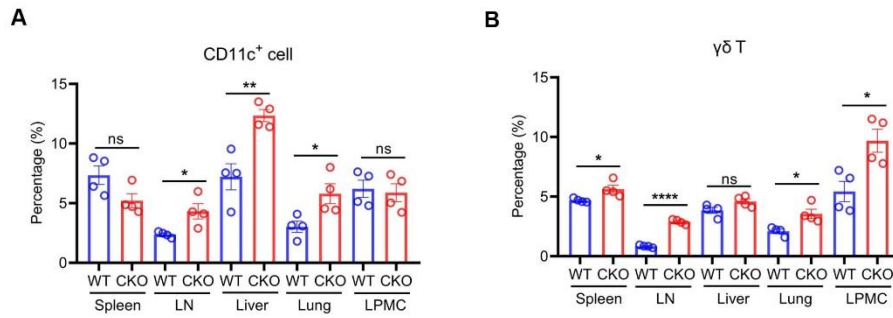 A
CD11c⁺ cell
Percentage (%)
15
10
5
0
ns
*
**
*
ns
WT CKO WT CKO WT CKO WT CKO WT CKO
Spleen LN Liver Lung LPMC
B
γδ T
Percentage (%)
15
10
5
0
*
****
ns
*
*
WT CKO WT CKO WT CKO WT CKO WT CKO
Spleen LN Liver Lung LPMC